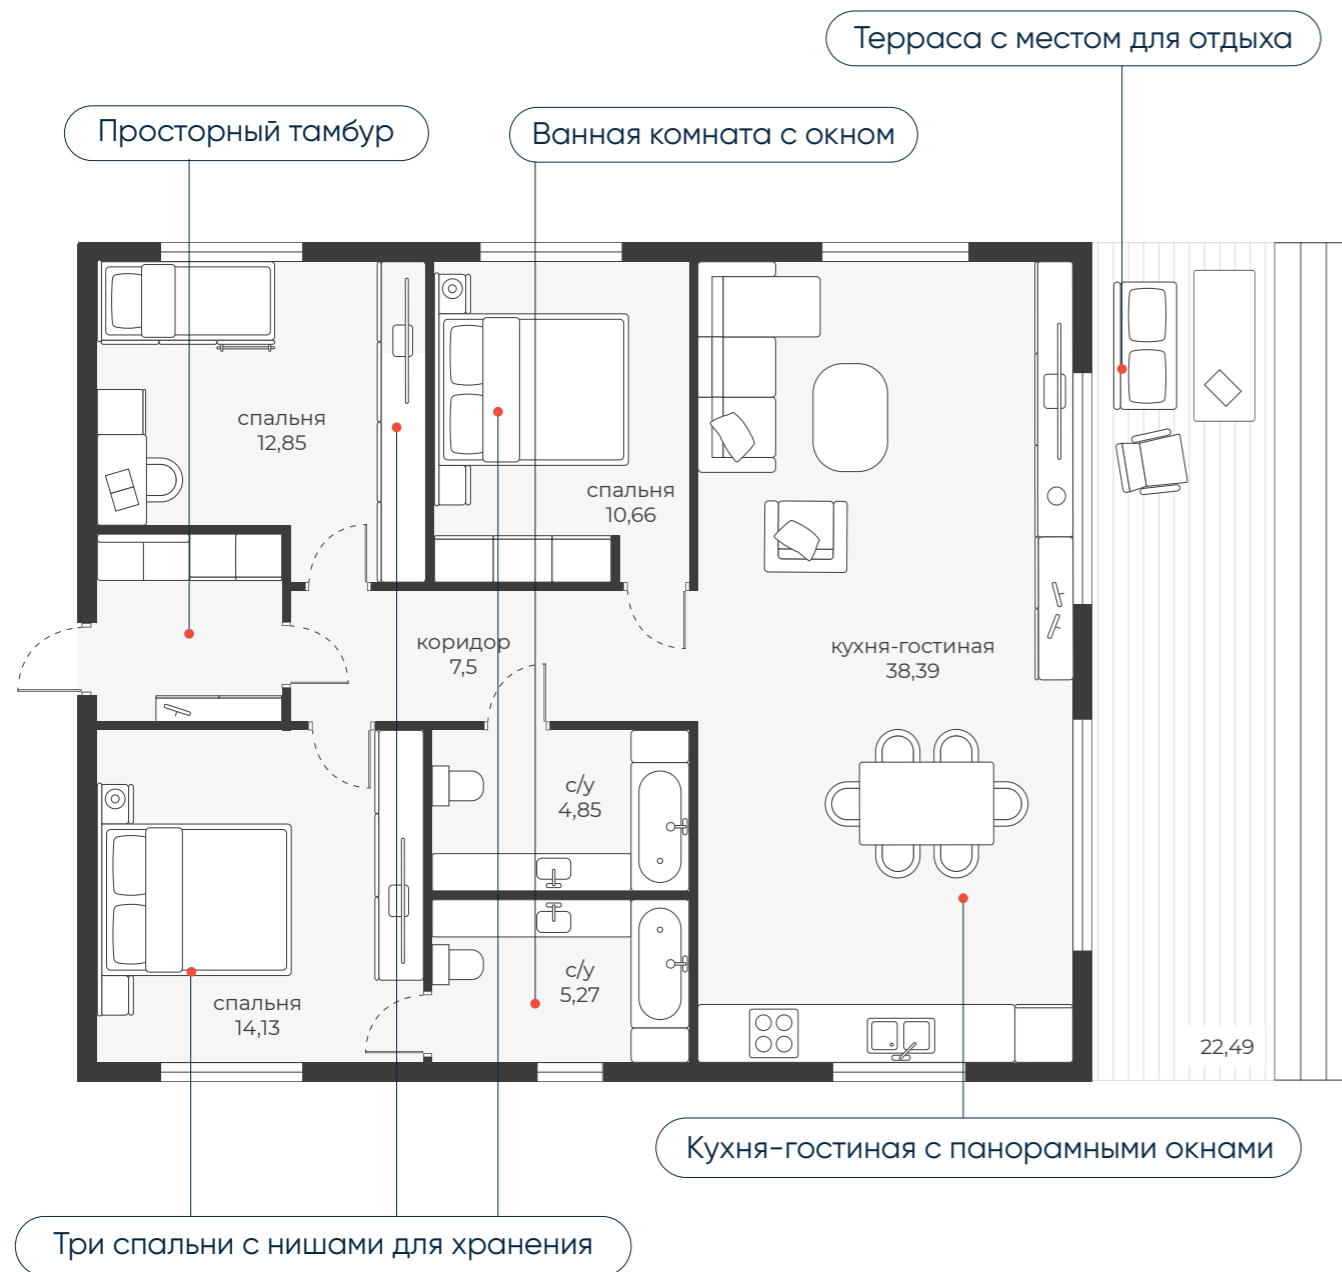 Терраса с местом для отдыха
Просторный тамбур
Ванная комната с окном
спальня
12,85
спальня
10,66
коридор
7,5
кухня-гостиная
38,39
с/у
4,85
с/у
5,27
спальня
14,13
22,49
Кухня-гостиная с панорамными окнами
Три спальни с нишами для хранения